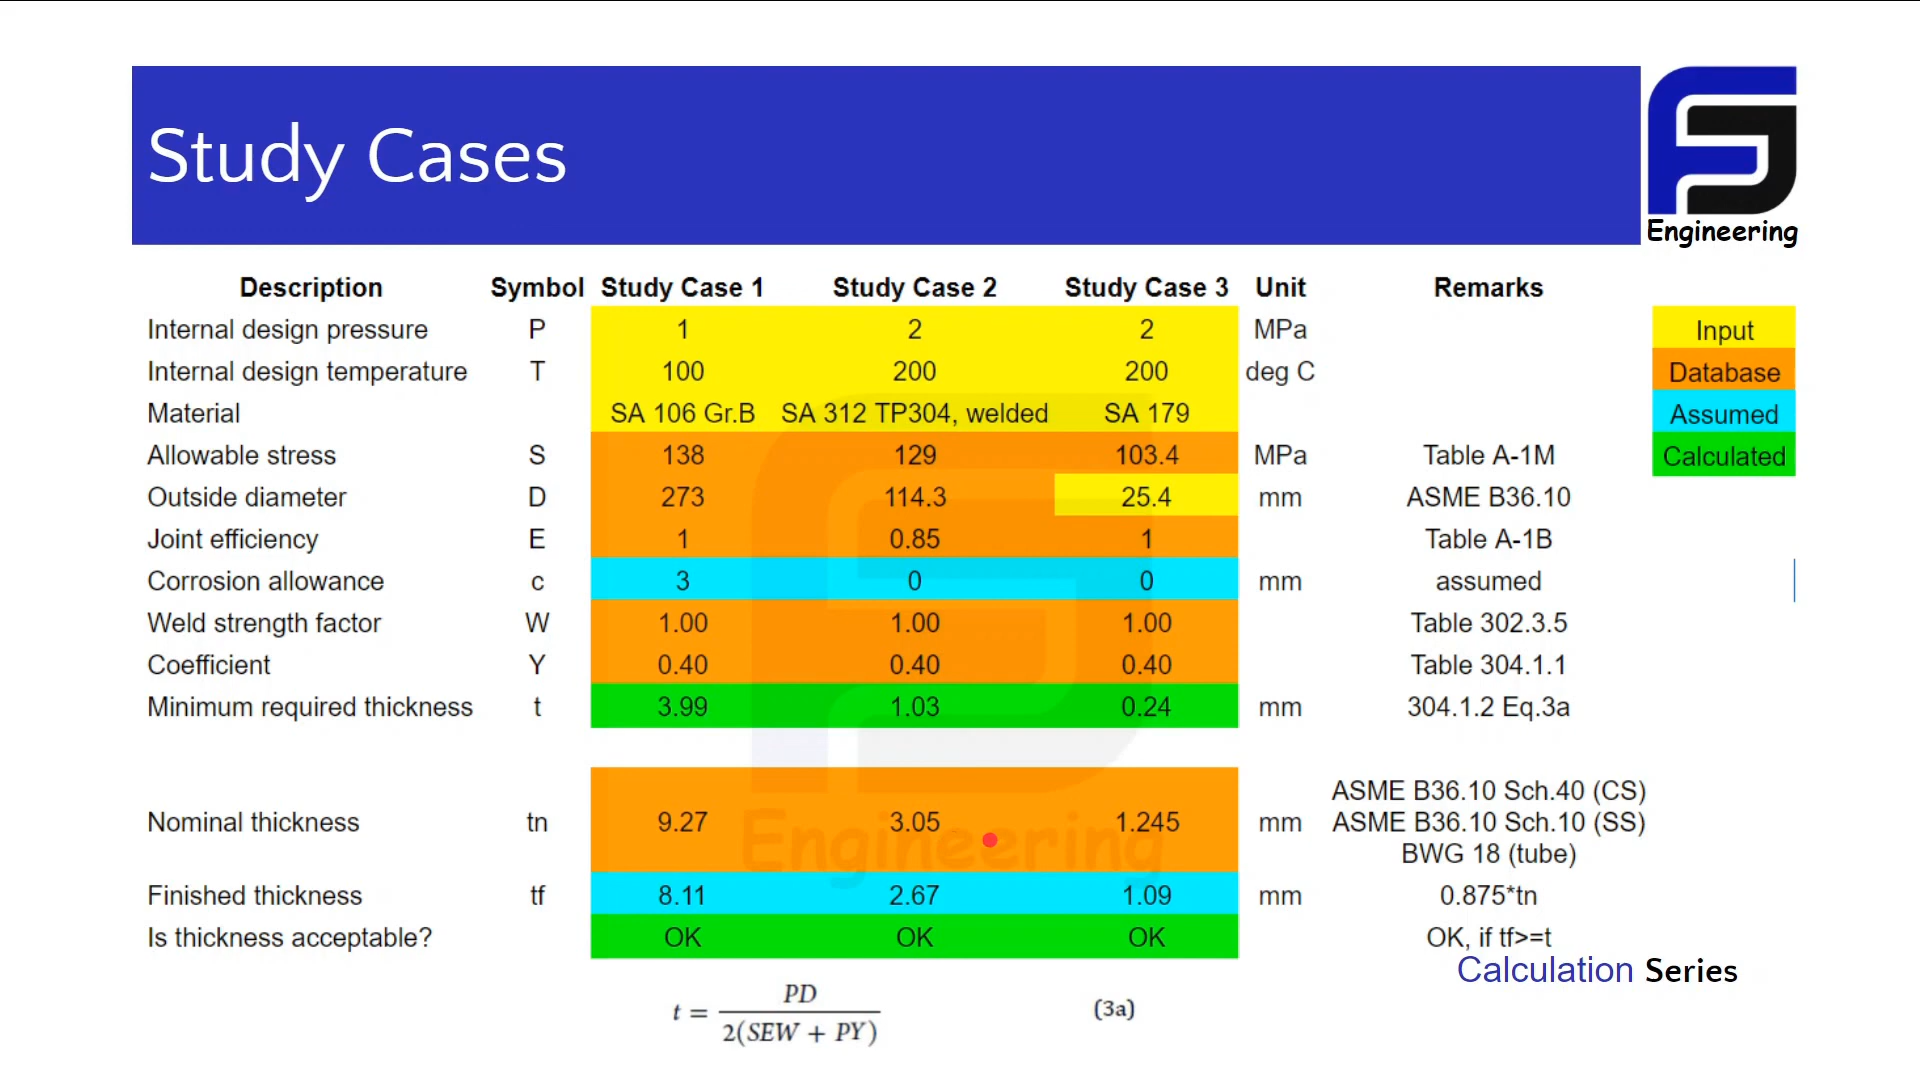 Study Cases
Engineering
Description Symbol Study Case 1 Study Case 2 Study Case 3 Unit Remarks
Internal design pressure P 1 2 2 MPa Input
Internal design temperature T 100 200 200 deg C Database
Material SA 106 Gr.B SA 312 TP304, welded SA 179 Assumed
Allowable stress S 138 129 103.4 MPa Table A-1M Calculated
Outside diameter D 273 114.3 25.4 mm ASME B36.10
Joint efficiency E 1 0.85 1 Table A-1B
Corrosion allowance c 3 0 0 mm assumed
Weld strength factor W 1.00 1.00 1.00 Table 302.3.5
Coefficient Y 0.40 0.40 0.40 Table 304.1.1
Minimum required thickness t 3.99 1.03 0.24 mm 304.1.2 Eq.3a
ASME B36.10 Sch.40 (CS)
Nominal thickness tn 9.27 3.05 1.245 mm ASME B36.10 Sch.10 (SS)
BWG 18 (tube)
Engineering
Finished thickness tf 8.11 2.67 1.09 mm 0.875*tn
Is thickness acceptable? OK OK OK OK, if tf>=t
Calculation Series
t = PD / 2(SEW + PY) (3a)